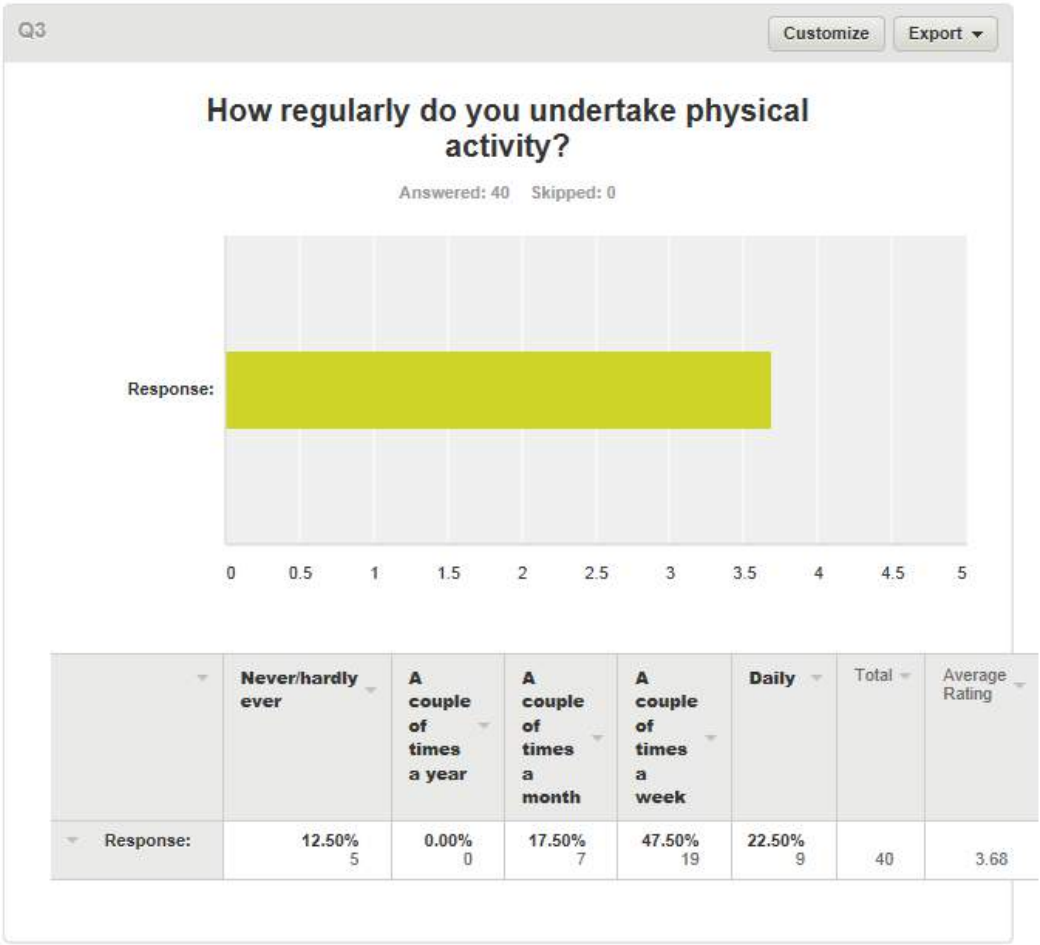 Q3
Customize
Export
How regularly do you undertake physical
activity?
Answered: 40 Skipped: 0
Response:
0 0.5 1 1.5 2 2.5 3 3.5 4 4.5 5
Never/hardly
ever
A
couple
of
times
a year
A
couple
of
times
a
month
A
couple
of
times
a
week
Daily
Total
Average
Rating
Response:
12.50%
5
0.00%
0
17.50%
7
47.50%
19
22.50%
9
40
3.68